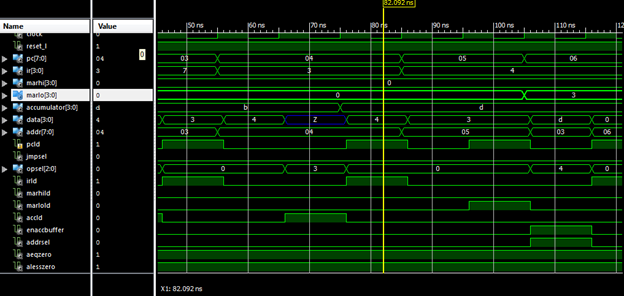 82.092 ns
Name Value
50 ns 60 ns 70 ns 80 ns 90 ns 100 ns 110 ns 120 ns
clock 0
reset_l 1
pc[7:0] 04 03 04 05 06
0
ir[3:0] 3 7 3 4
marhi[3:0] 0 0
marlo[3:0] 0 0 3
accumulator[3:0] d b d
data[3:0] 4 3 4 Z 4 3 d 0
addr[7:0] 04 03 04 05 03 06
pcld 1
jmpsel 0
opsel[2:0] 0 0 3 0 4 0
irld 1
marhild 0
marlold 0
accld 0
enaccbuffer 0
addrsel 0
aeqzero 1
alesszero 1
X1: 82.092 ns